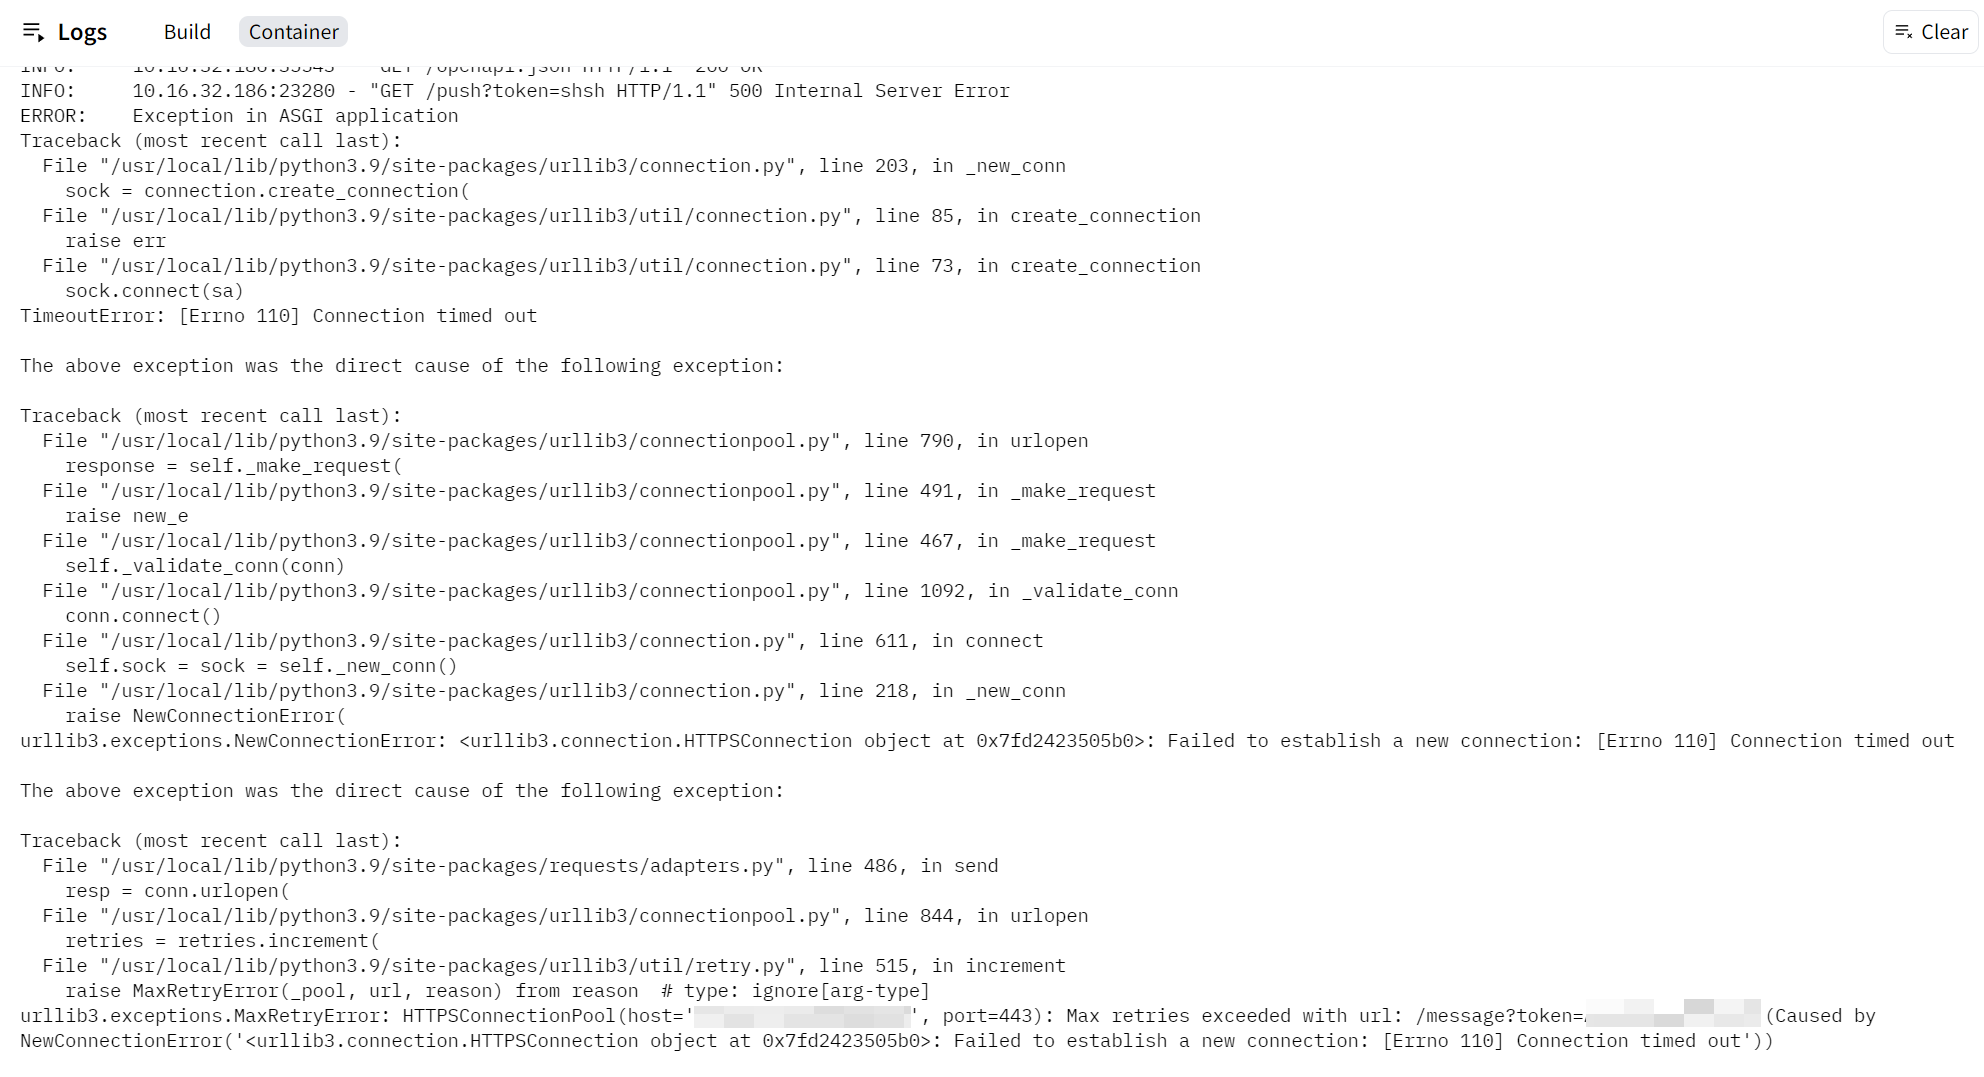 Logs Build Container Clear
INFO: 10.16.32.186:35545 - "GET /openapi.json HTTP/1.1" 200 OK
INFO:     10.16.32.186:23280 - "GET /push?token=shsh HTTP/1.1" 500 Internal Server Error
ERROR:    Exception in ASGI application
Traceback (most recent call last):
  File "/usr/local/lib/python3.9/site-packages/urllib3/connection.py", line 203, in _new_conn
    sock = connection.create_connection(
  File "/usr/local/lib/python3.9/site-packages/urllib3/util/connection.py", line 85, in create_connection
    raise err
  File "/usr/local/lib/python3.9/site-packages/urllib3/util/connection.py", line 73, in create_connection
    sock.connect(sa)
TimeoutError: [Errno 110] Connection timed out
The above exception was the direct cause of the following exception:
Traceback (most recent call last):
  File "/usr/local/lib/python3.9/site-packages/urllib3/connectionpool.py", line 790, in urlopen
    response = self._make_request(
  File "/usr/local/lib/python3.9/site-packages/urllib3/connectionpool.py", line 491, in _make_request
    raise new_e
  File "/usr/local/lib/python3.9/site-packages/urllib3/connectionpool.py", line 467, in _make_request
    self._validate_conn(conn)
  File "/usr/local/lib/python3.9/site-packages/urllib3/connectionpool.py", line 1092, in _validate_conn
    conn.connect()
  File "/usr/local/lib/python3.9/site-packages/urllib3/connection.py", line 611, in connect
    self.sock = sock = self._new_conn()
  File "/usr/local/lib/python3.9/site-packages/urllib3/connection.py", line 218, in _new_conn
    raise NewConnectionError(
urllib3.exceptions.NewConnectionError: <urllib3.connection.HTTPSConnection object at 0x7fd2423505b0>: Failed to establish a new connection: [Errno 110] Connection timed out
The above exception was the direct cause of the following exception:
Traceback (most recent call last):
  File "/usr/local/lib/python3.9/site-packages/requests/adapters.py", line 486, in send
    resp = conn.urlopen(
  File "/usr/local/lib/python3.9/site-packages/urllib3/connectionpool.py", line 844, in urlopen
    retries = retries.increment(
  File "/usr/local/lib/python3.9/site-packages/urllib3/util/retry.py", line 515, in increment
    raise MaxRetryError(_pool, url, reason) from reason  # type: ignore[arg-type]
urllib3.exceptions.MaxRetryError: HTTPSConnectionPool(host='', port=443): Max retries exceeded with url: /message?token= (Caused by
NewConnectionError('<urllib3.connection.HTTPSConnection object at 0x7fd2423505b0>: Failed to establish a new connection: [Errno 110] Connection timed out'))